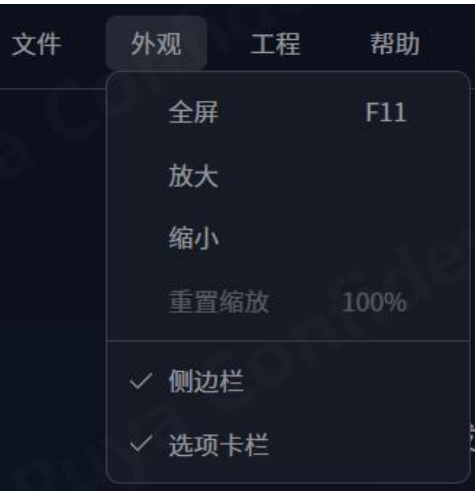 文件 外观 工程 帮助
全屏 F11
放大
缩小
重置缩放 100%
侧边栏
选项卡栏